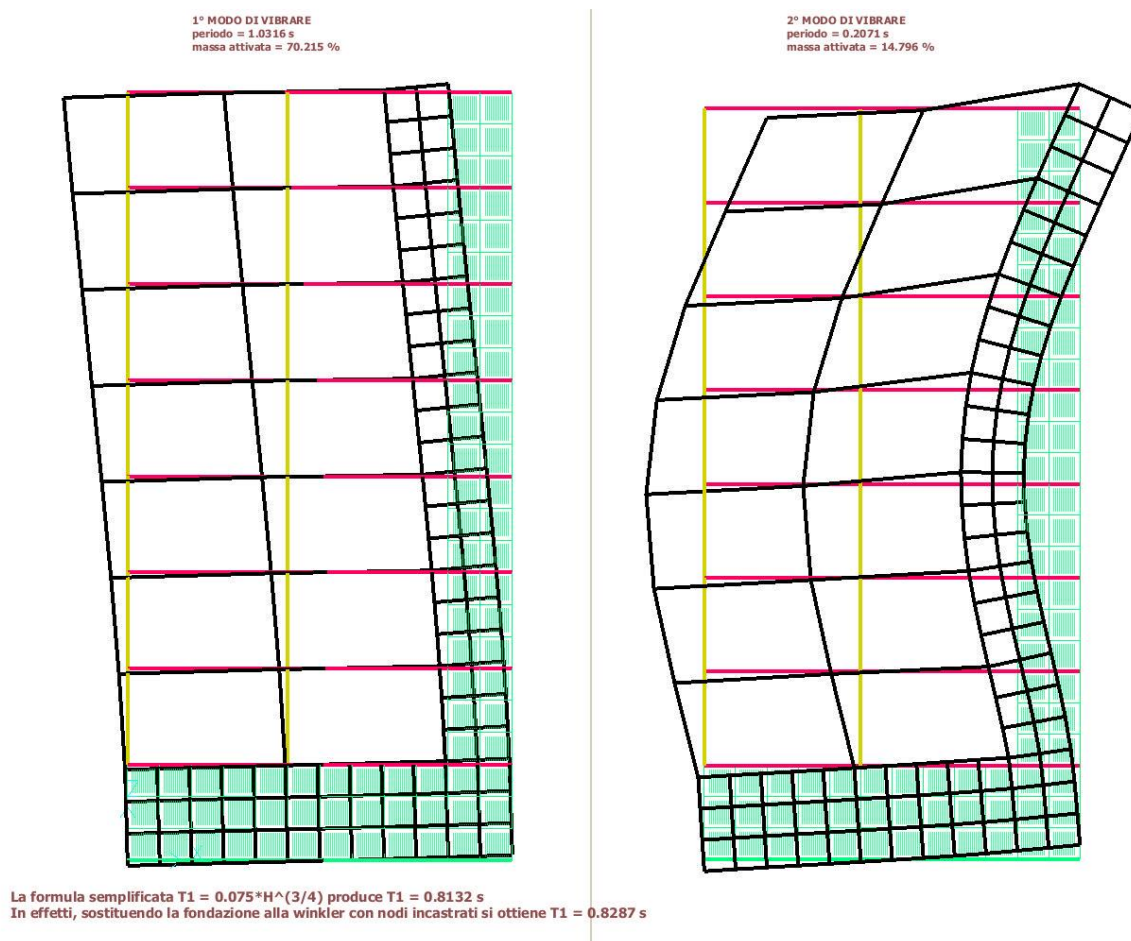 1° MODO DI VIBRARE
periodo = 1.0316 s
massa attivata = 70.215 %
2° MODO DI VIBRARE
periodo = 0.2071 s
massa attivata = 14.796 %
La formula semplificata T1 = 0.075*H^(3/4) produce T1 = 0.8132 s
In effetti, sostituendo la fondazione alla winkler con nodi incastrati si ottiene T1 = 0.8287 s